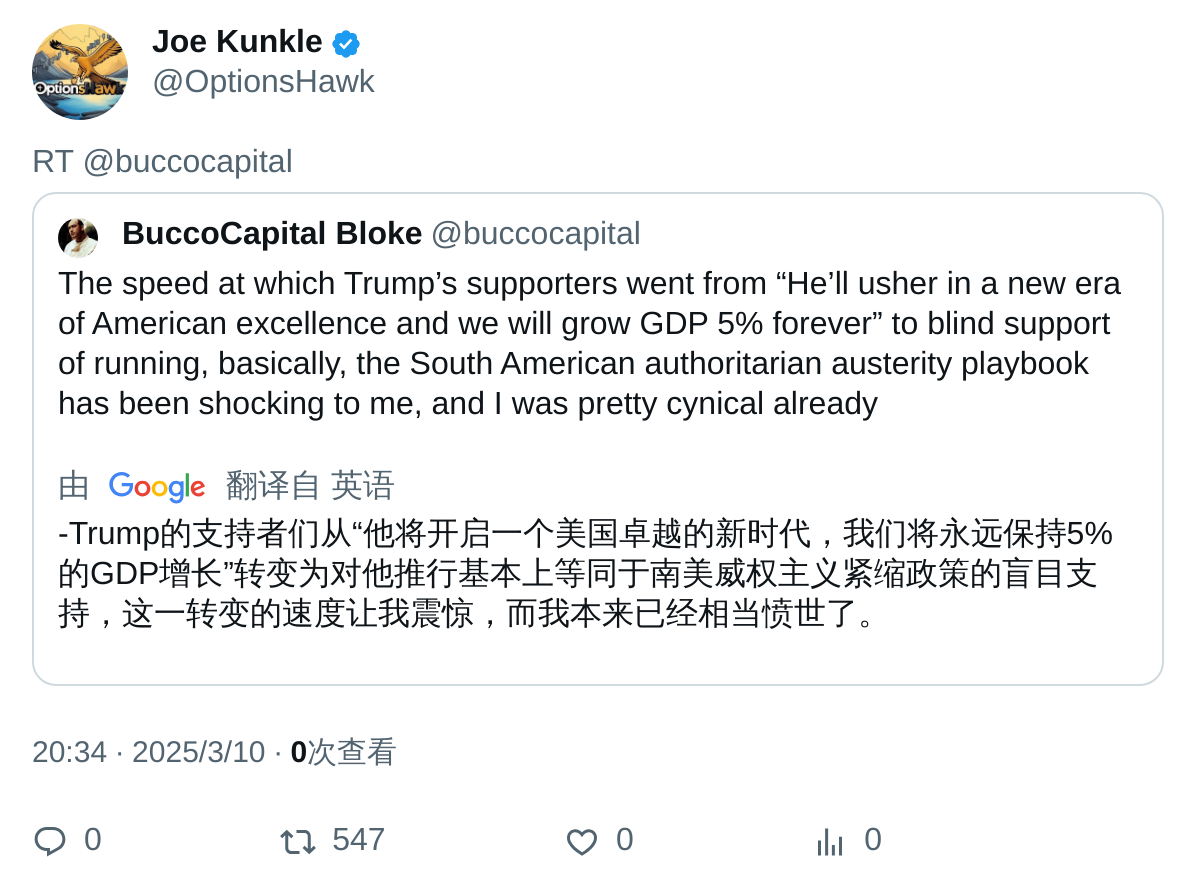 OptionsHawk
Joe Kunkle
@OptionsHawk
RT @buccocapital
BuccoCapital Bloke @buccocapital
The speed at which Trump’s supporters went from “He’ll usher in a new era
of American excellence and we will grow GDP 5% forever” to blind support
of running, basically, the South American authoritarian austerity playbook
has been shocking to me, and I was pretty cynical already
由 Google 翻译自 英语
-Trump的支持者们从“他将开启一个美国卓越的新时代，我们将永远保持5%
的GDP增长”转变为对他推行基本上等同于南美威权主义紧缩政策的盲目支
持，这一转变的速度让我震惊，而我本来已经相当愤世了。
20:34 · 2025/3/10 · 0次查看
0 547 0 0